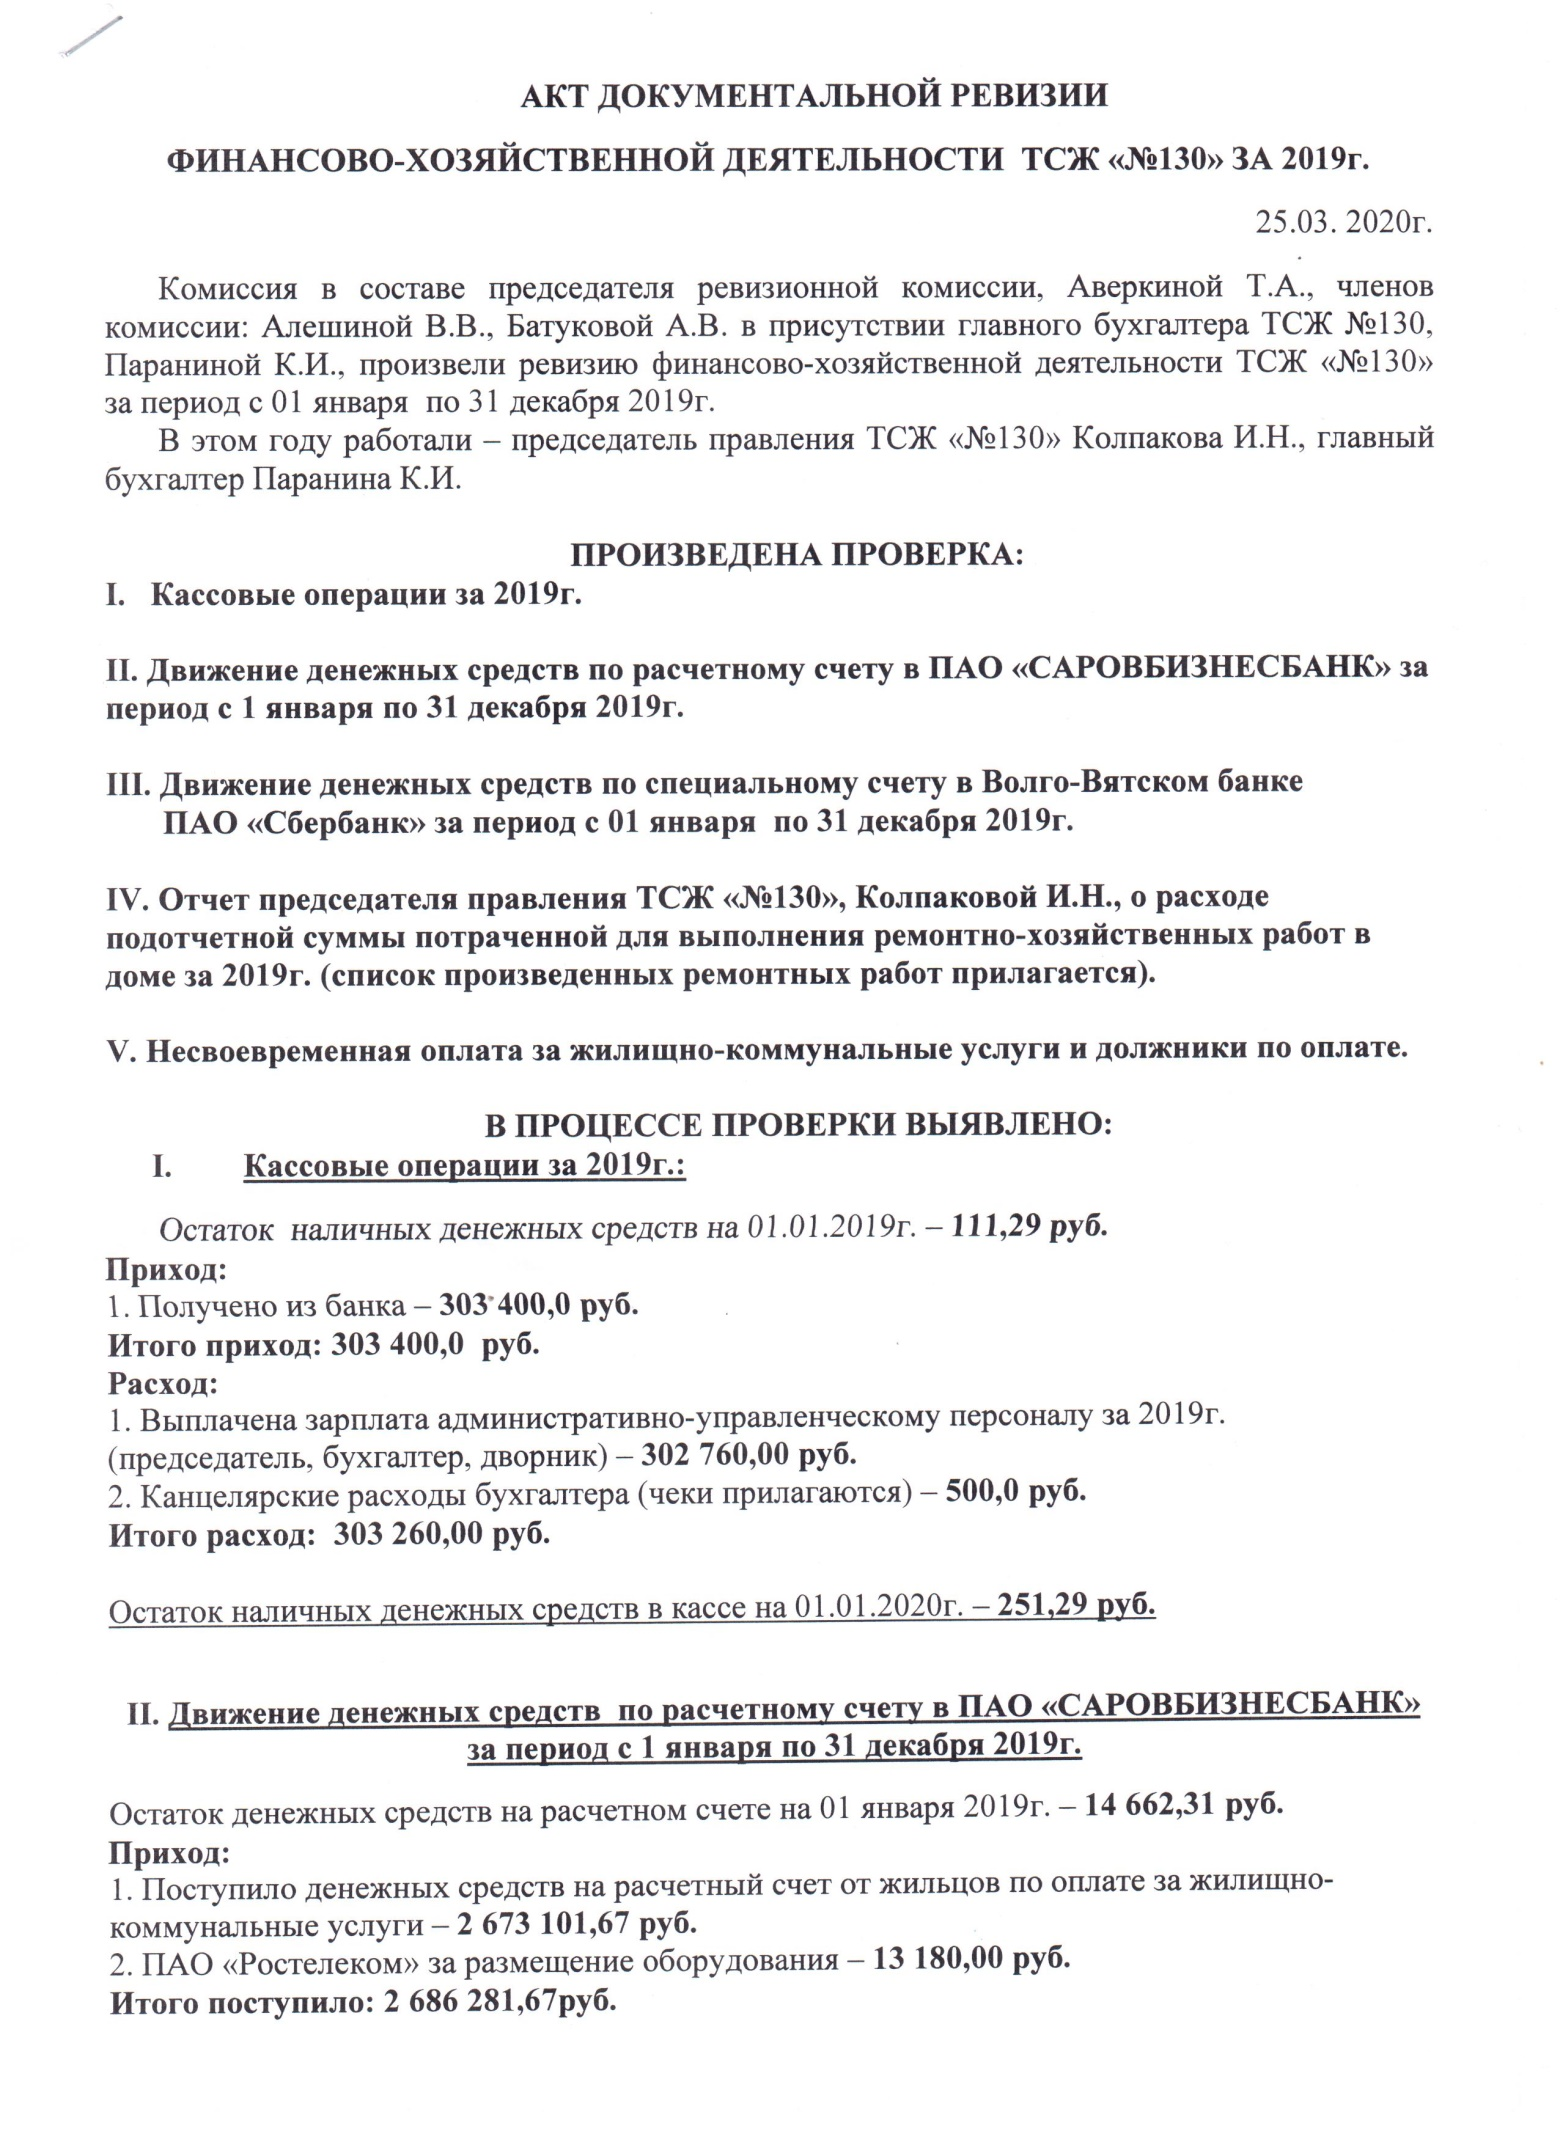 АКТ ДОКУМЕНТАЛЬНОЙ РЕВИЗИИ
ФИНАНСОВО-ХОЗЯЙСТВЕННОЙ ДЕЯТЕЛЬНОСТИ ТСЖ «№130» ЗА 2019г.
25.03. 2020г.
Комиссия в составе председателя ревизионной комиссии, Аверкиной Т.А., членов
комиссии: Алешиной В.В., Батуковой А.В. в присутствии главного бухгалтера ТСЖ №130,
Параниной К.И., произвели ревизию финансово-хозяйственной деятельности ТСЖ «№130»
за период с 01 января по 31 декабря 2019г.
В этом году работали – председатель правления ТСЖ «№130» Колпакова И.Н., главный
бухгалтер Паранина К.И.
ПРОИЗВЕДЕНА ПРОВЕРКА:
I. Кассовые операции за 2019г.
II. Движение денежных средств по расчетному счету в ПАО «САРОВБИЗНЕСБАНК» за
период с 1 января по 31 декабря 2019г.
III. Движение денежных средств по специальному счету в Волго-Вятском банке
ПАО «Сбербанк» за период с 01 января по 31 декабря 2019г.
IV. Отчет председателя правления ТСЖ «№130», Колпаковой И.Н., о расходе
подотчетной суммы потраченной для выполнения ремонтно-хозяйственных работ в
доме за 2019г. (список произведенных ремонтных работ прилагается).
V. Несвоевременная оплата за жилищно-коммунальные услуги и должники по оплате.
В ПРОЦЕССЕ ПРОВЕРКИ ВЫЯВЛЕНО:
I. Кассовые операции за 2019г.:
Остаток наличных денежных средств на 01.01.2019г. – 111,29 руб.
Приход:
1. Получено из банка – 303 400,0 руб.
Итого приход: 303 400,0 руб.
Расход:
1. Выплачена зарплата административно-управленческому персоналу за 2019г.
(председатель, бухгалтер, дворник) – 302 760,00 руб.
2. Канцелярские расходы бухгалтера (чеки прилагаются) – 500,0 руб.
Итого расход: 303 260,00 руб.
Остаток наличных денежных средств в кассе на 01.01.2020г. – 251,29 руб.
II. Движение денежных средств по расчетному счету в ПАО «САРОВБИЗНЕСБАНК»
за период с 1 января по 31 декабря 2019г.
Остаток денежных средств на расчетном счете на 01 января 2019г. – 14 662,31 руб.
Приход:
1. Поступило денежных средств на расчетный счет от жильцов по оплате за жилищно-
коммунальные услуги – 2 673 101,67 руб.
2. ПАО «Ростелеком» за размещение оборудования – 13 180,00 руб.
Итого поступило: 2 686 281,67руб.